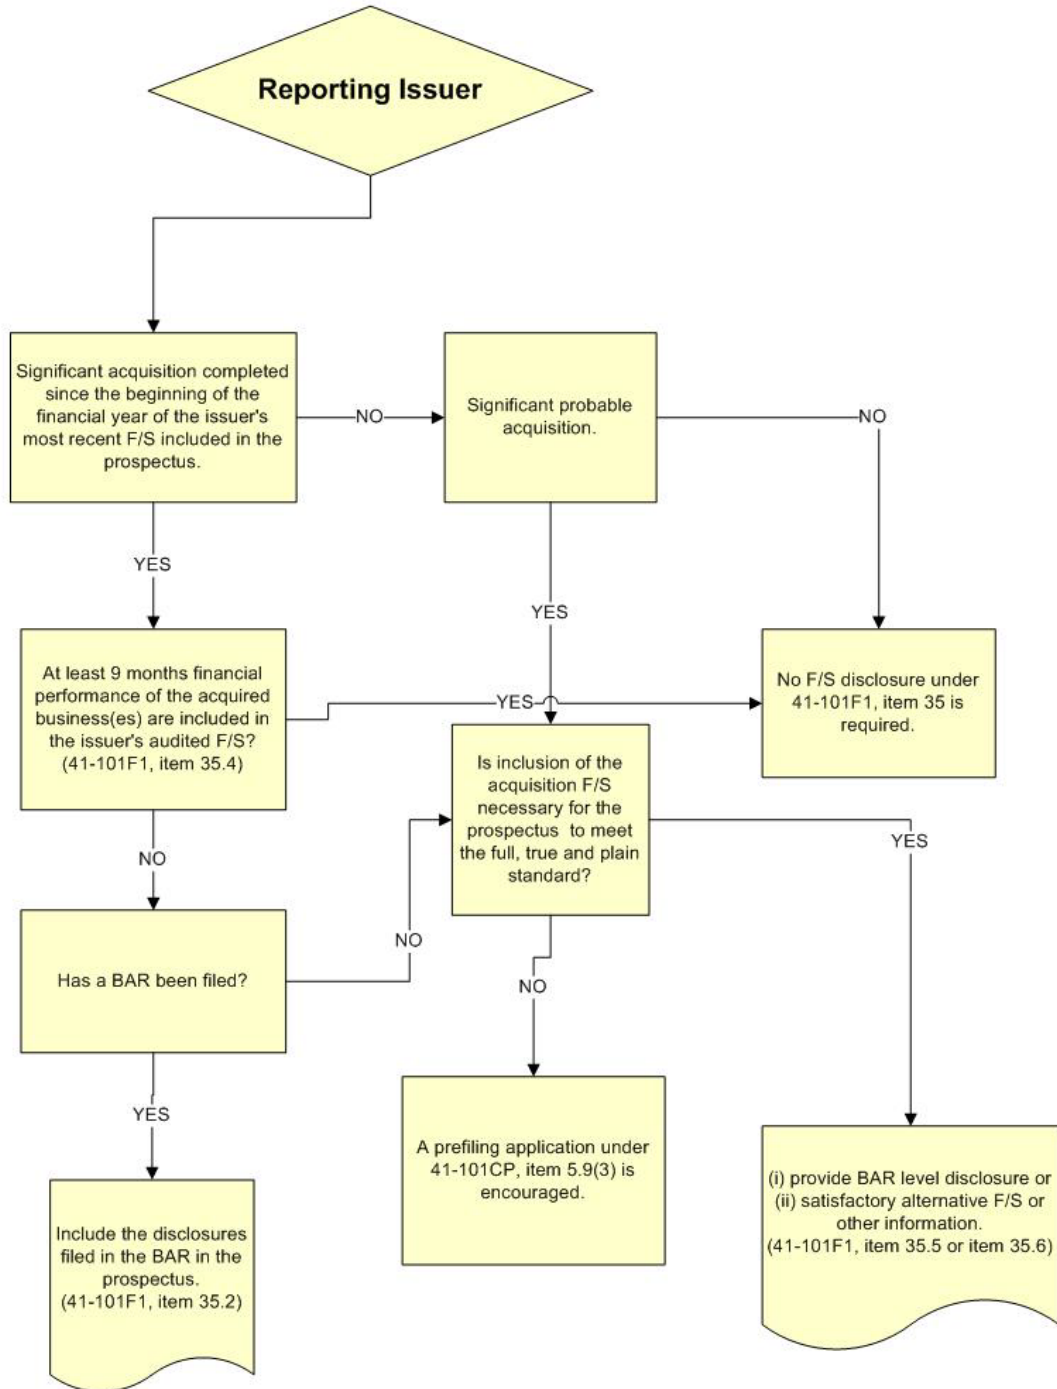 Reporting Issuer
Significant acquisition completed
since the beginning of the
financial year of the issuer's
most recent F/S included in the
prospectus.
NO
Significant probable
acquisition.
NO
YES
YES
At least 9 months financial
performance of the acquired
business(es) are included in
the issuer's audited F/S?
(41-101F1, item 35.4)
YES
No F/S disclosure under
41-101F1, item 35 is
required.
Is inclusion of the
acquisition F/S
necessary for the
prospectus to meet
the full, true and plain
standard?
YES
NO
NO
Has a BAR been filed?
NO
YES
A prefiling application under
41-101CP, item 5.9(3) is
encouraged.
(i) provide BAR level disclosure or
(ii) satisfactory alternative F/S or
other information.
(41-101F1, item 35.5 or item 35.6)
Include the disclosures
filed in the BAR in the
prospectus.
(41-101F1, item 35.2)